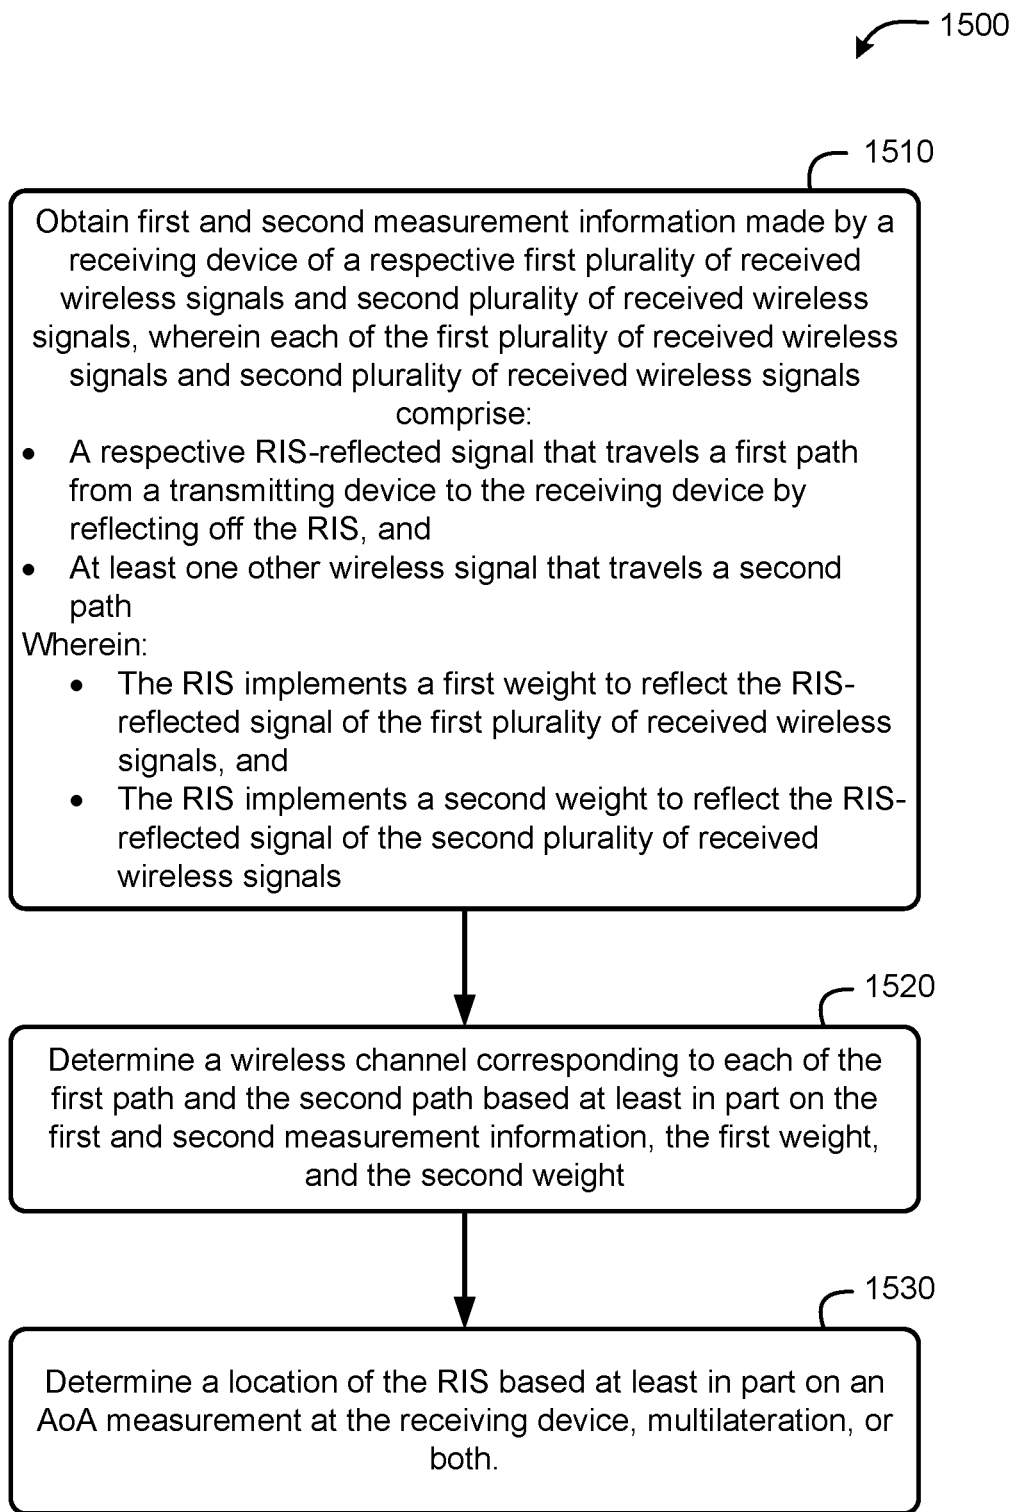 1500
1510
Obtain first and second measurement information made by a
receiving device of a respective first plurality of received
wireless signals and second plurality of received wireless
signals, wherein each of the first plurality of received wireless
signals and second plurality of received wireless signals
comprise:
• A respective RIS-reflected signal that travels a first path
from a transmitting device to the receiving device by
reflecting off the RIS, and
• At least one other wireless signal that travels a second
path
Wherein:
• The RIS implements a first weight to reflect the RIS-
reflected signal of the first plurality of received wireless
signals, and
• The RIS implements a second weight to reflect the RIS-
reflected signal of the second plurality of received
wireless signals
1520
Determine a wireless channel corresponding to each of the
first path and the second path based at least in part on the
first and second measurement information, the first weight,
and the second weight
1530
Determine a location of the RIS based at least in part on an
AoA measurement at the receiving device, multilateration, or
both.